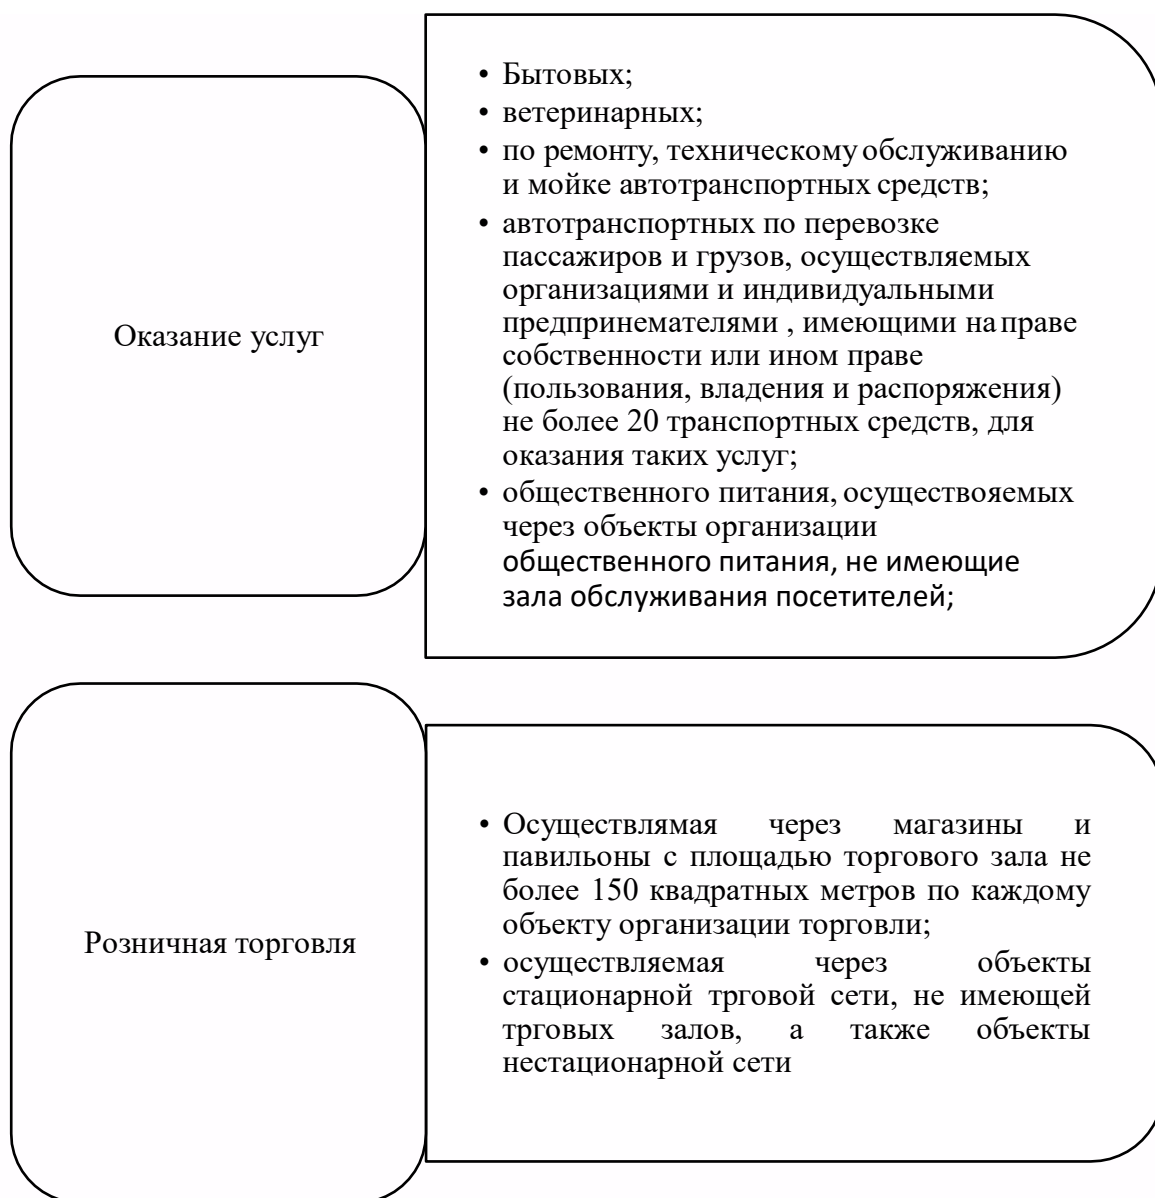 Оказание услуг
• Бытовых;
• ветеринарных;
• по ремонту, техническому обслуживанию
и мойке автотранспортных средств;
• автотранспортных по перевозке
пассажиров и грузов, осуществляемых
организациями и индивидуальными
предпринемателями , имеющими на праве
собственности или ином праве
(пользования, владения и распоряжения)
не более 20 транспортных средств, для
оказания таких услуг;
• общественного питания, осуществояемых
через объекты организации
общественного питания, не имеющие
зала обслуживания посетителей;
Розничная торговля
• Осуществлямая через магазины и
павильоны с площадью торгового зала не
более 150 квадратных метров по каждому
объекту организации торговли;
• осуществляемая через объекты
стационарной трговой сети, не имеющей
трговых залов, а также объекты
нестационарной сети